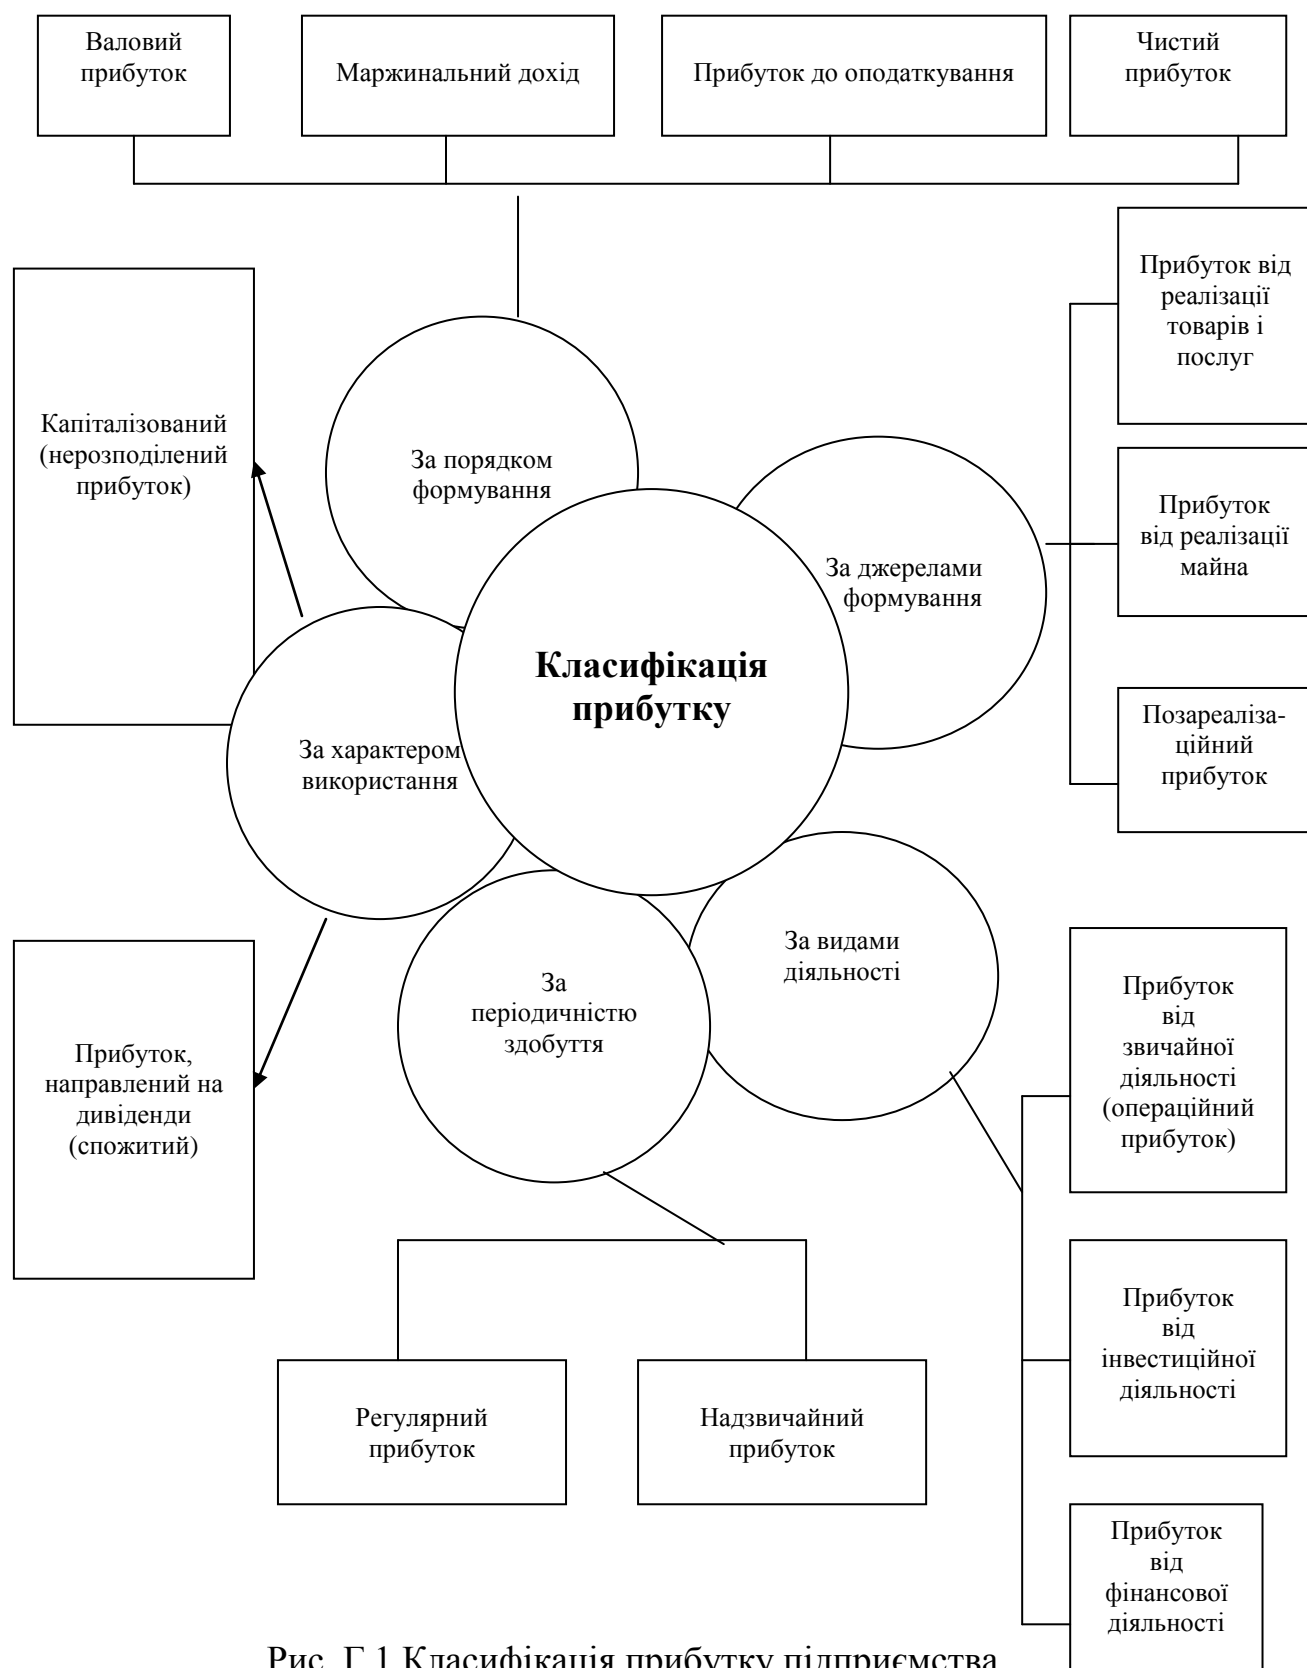 Валовий
прибуток
Маржинальний дохід
Прибуток до оподаткування
Чистий
прибуток
Прибуток від
реалізації
товарів і
послуг
Капіталізований
(нерозподілений
прибуток)
За порядком
формування
Прибуток
від реалізації
майна
За джерелами
формування
Класифікація
прибутку
Позареаліза-
ційний
прибуток
За характером
використання
За видами
діяльності
За
періодичністю
здобуття
Прибуток
від
звичайної
діяльності
(операційний
прибуток)
Прибуток,
направлений на
дивіденди
(спожитий)
Прибуток
від
інвестиційної
діяльності
Регулярний
прибуток
Надзвичайний
прибуток
Прибуток
від
фінансової
діяльності
Рис. Г.1 Класифікація прибутку підприємства